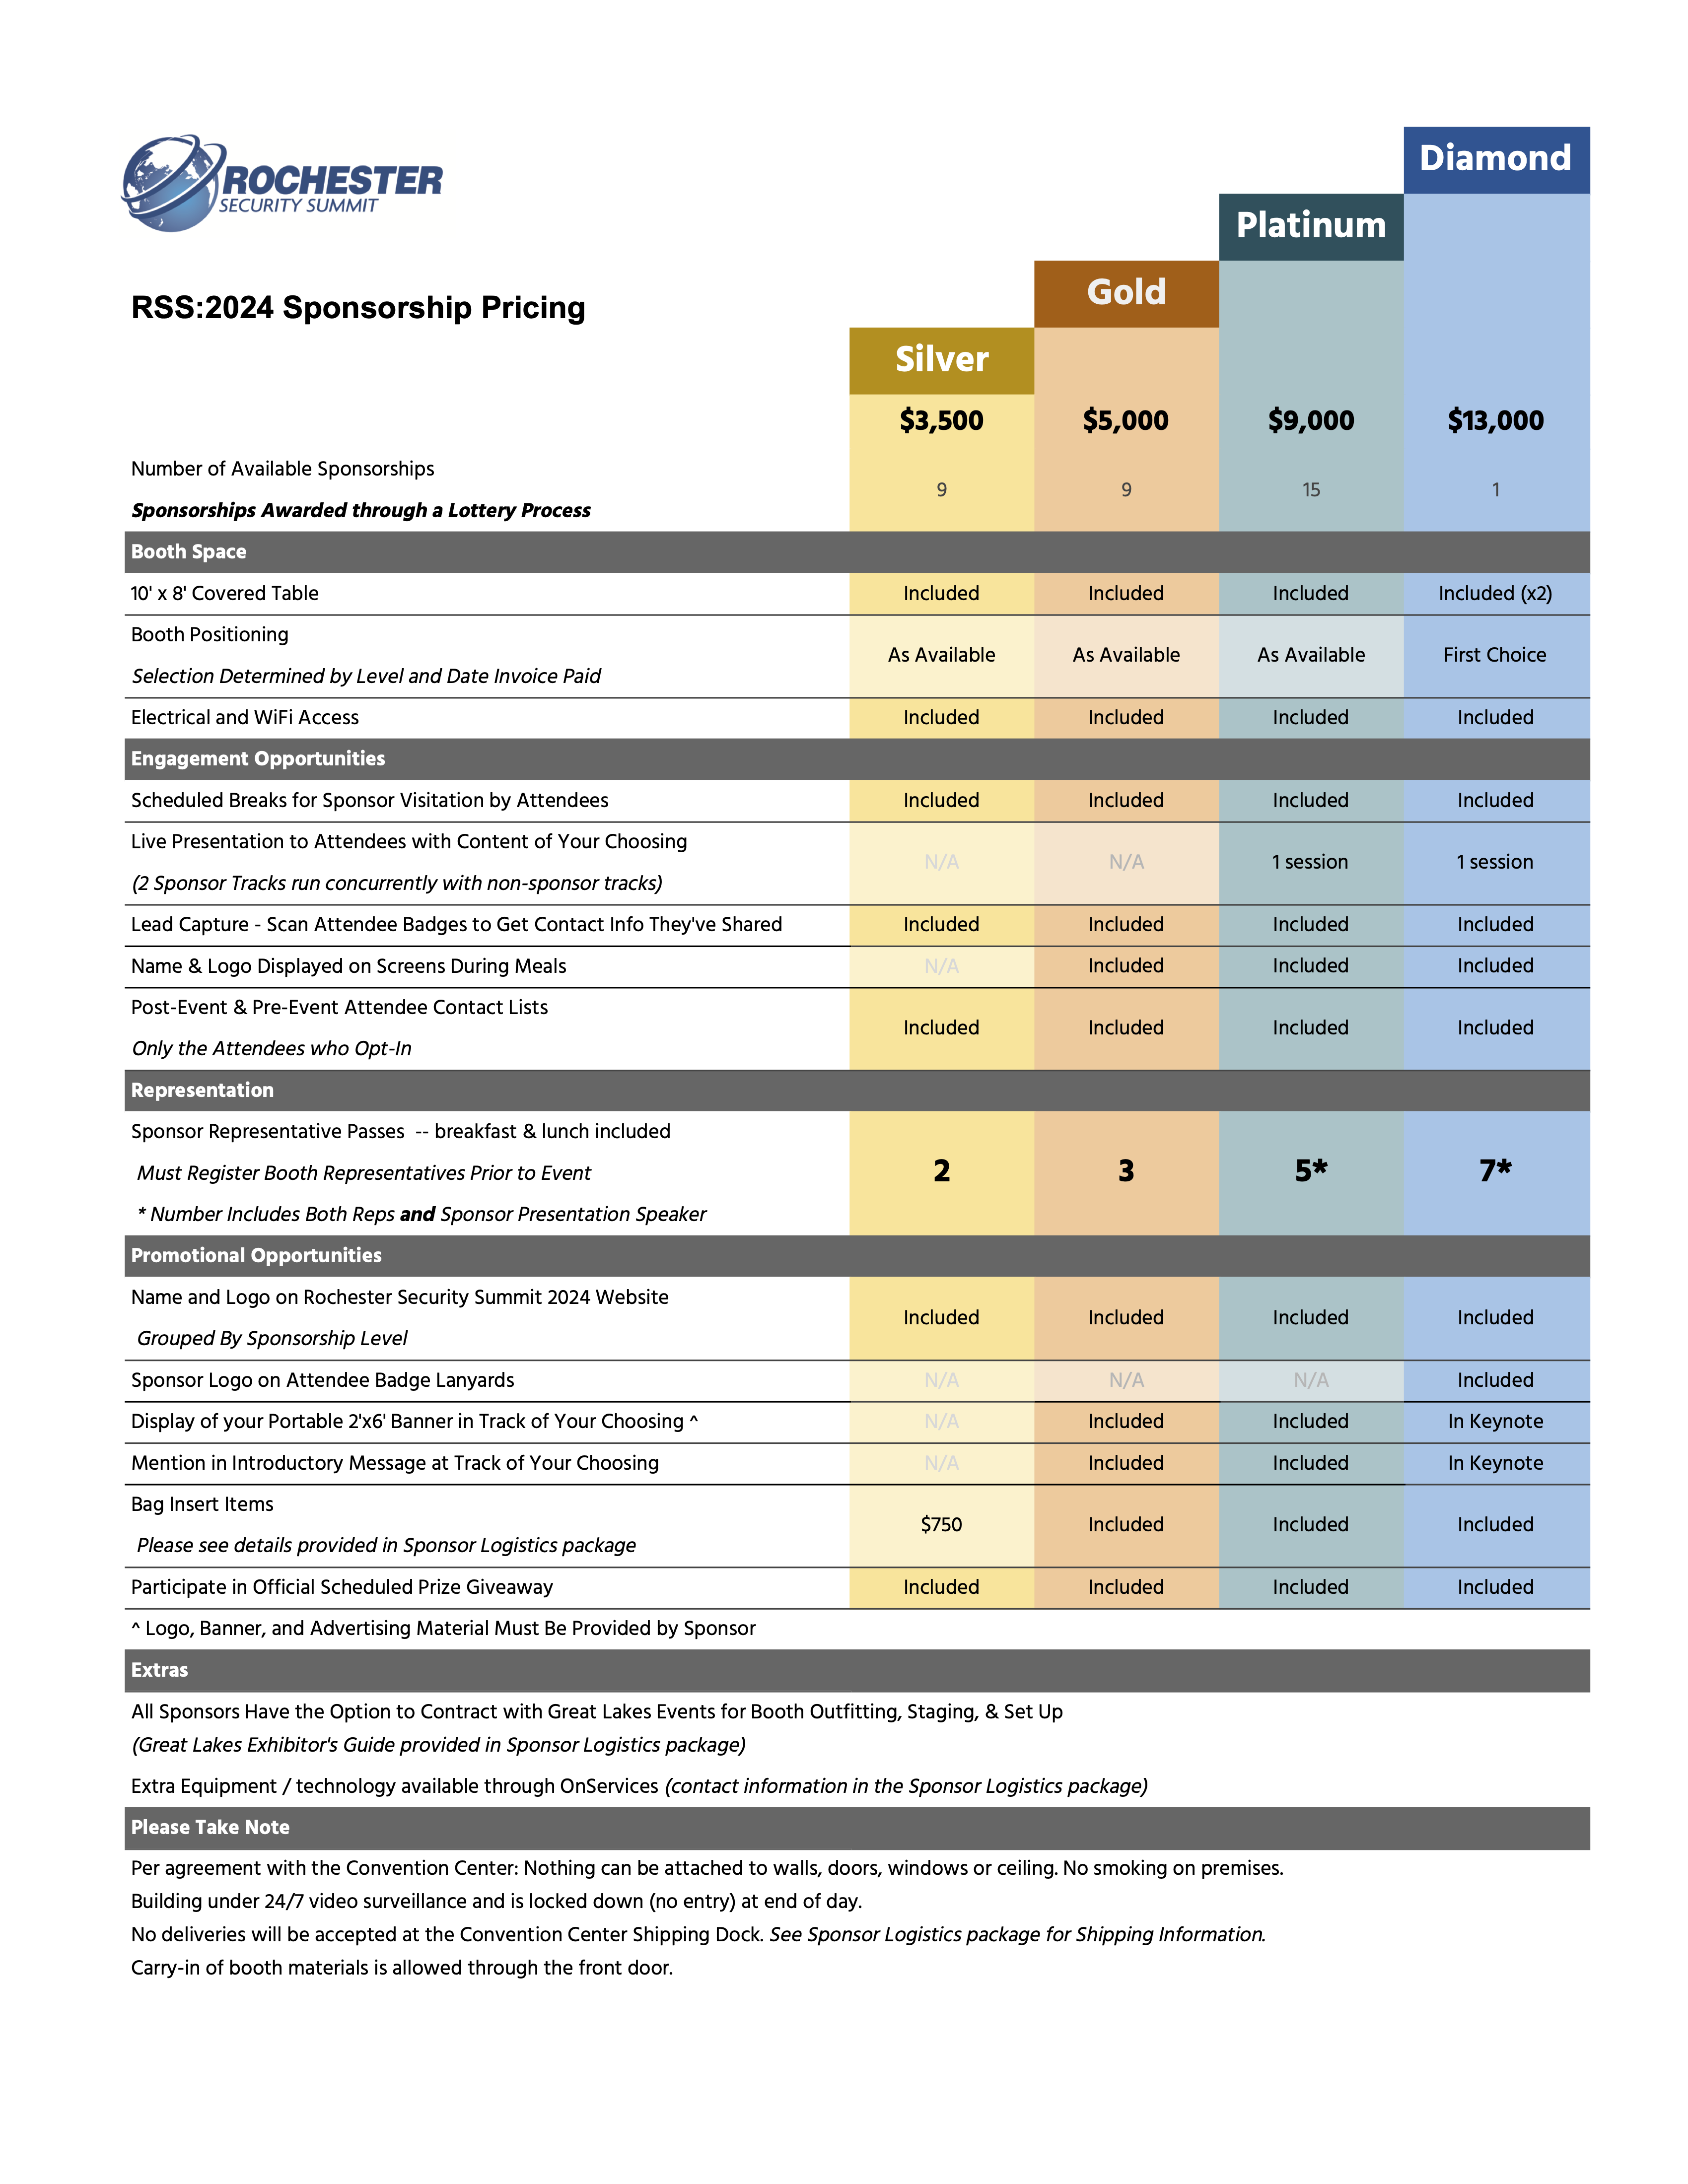 Diamond
ROCHESTER
SECURITY SUMMIT
Platinum
Gold
RSS:2024 Sponsorship Pricing
Silver
$3,500 $5,000 $9,000 $13,000
Number of Available Sponsorships
9 9 15 1
Sponsorships Awarded through a Lottery Process
Booth Space
10' x 8' Covered Table Included Included Included Included (x2)
Booth Positioning
As Available As Available As Available First Choice
Selection Determined by Level and Date Invoice Paid
Electrical and WiFi Access Included Included Included Included
Engagement Opportunities
Scheduled Breaks for Sponsor Visitation by Attendees Included Included Included Included
Live Presentation to Attendees with Content of Your Choosing
N/A N/A 1 session 1 session
(2 Sponsor Tracks run concurrently with non-sponsor tracks)
Lead Capture - Scan Attendee Badges to Get Contact Info They've Shared Included Included Included Included
Name & Logo Displayed on Screens During Meals N/A Included Included Included
Post-Event & Pre-Event Attendee Contact Lists
Included Included Included Included
Only the Attendees who Opt-In
Representation
Sponsor Representative Passes -- breakfast & lunch included
Must Register Booth Representatives Prior to Event 2 3 5* 7*
* Number Includes Both Reps and Sponsor Presentation Speaker
Promotional Opportunities
Name and Logo on Rochester Security Summit 2024 Website
Included Included Included Included
Grouped By Sponsorship Level
Sponsor Logo on Attendee Badge Lanyards N/A N/A N/A Included
Display of your Portable 2'x6' Banner in Track of Your Choosing ^ N/A Included Included In Keynote
Mention in Introductory Message at Track of Your Choosing N/A Included Included In Keynote
Bag Insert Items
$750 Included Included Included
Please see details provided in Sponsor Logistics package
Participate in Official Scheduled Prize Giveaway Included Included Included Included
^ Logo, Banner, and Advertising Material Must Be Provided by Sponsor
Extras
All Sponsors Have the Option to Contract with Great Lakes Events for Booth Outfitting, Staging, & Set Up
(Great Lakes Exhibitor's Guide provided in Sponsor Logistics package)
Extra Equipment / technology available through OnServices (contact information in the Sponsor Logistics package)
Please Take Note
Per agreement with the Convention Center: Nothing can be attached to walls, doors, windows or ceiling. No smoking on premises.
Building under 24/7 video surveillance and is locked down (no entry) at end of day.
No deliveries will be accepted at the Convention Center Shipping Dock. See Sponsor Logistics package for Shipping Information.
Carry-in of booth materials is allowed through the front door.